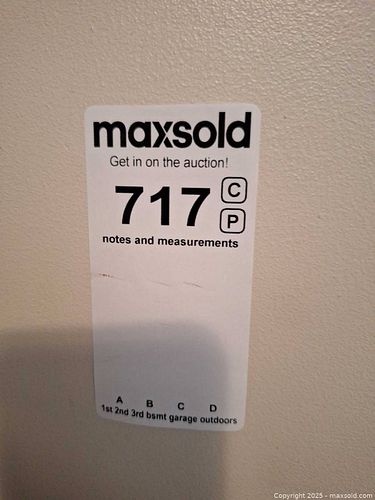 maxsold
Get in on the auction!
717 C
P
notes and measurements
A B C D
1st 2nd 3rd bsmt garage outdoors
Copyright 2025 - maxsold.com